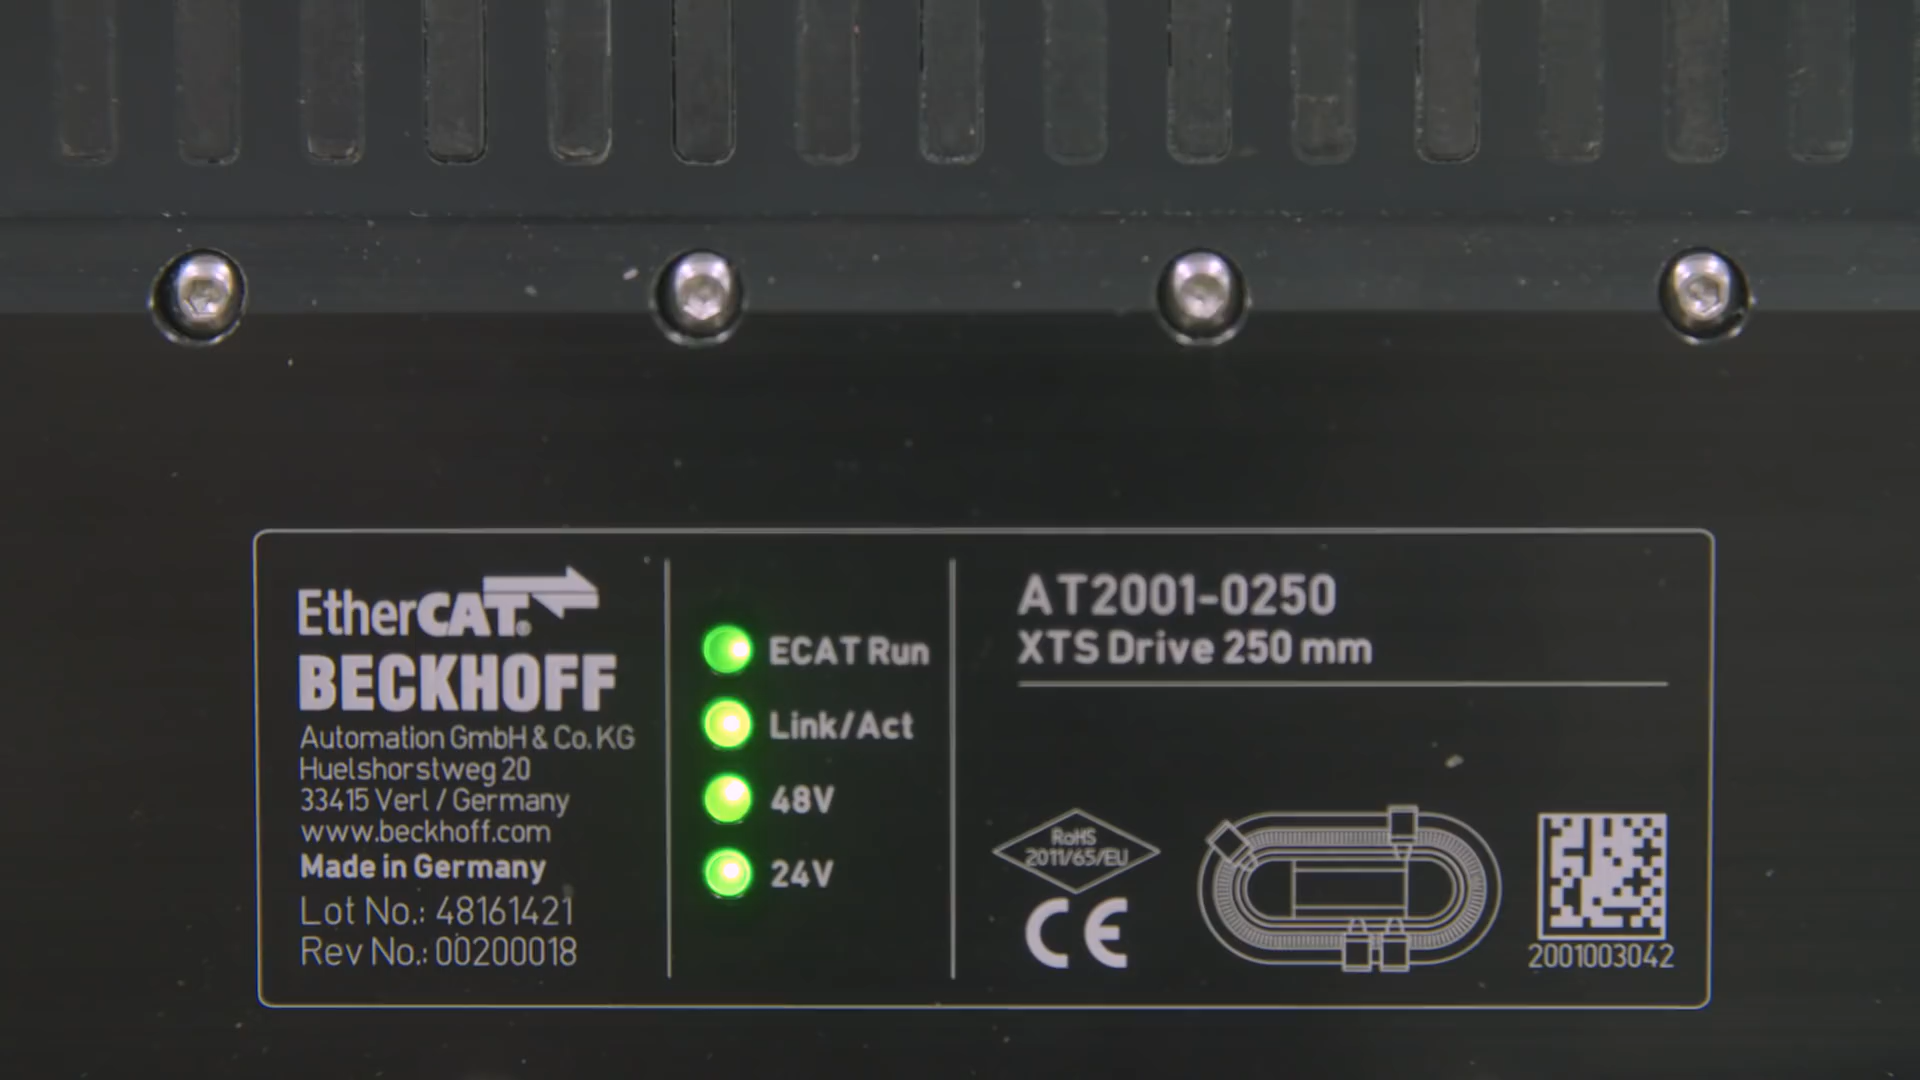 EtherCAT®
BECKHOFF
Automation GmbH & Co. KG
Huelshorstweg 20
33415 Verl / Germany
www.beckhoff.com
Made in Germany
Lot No.: 48161421
Rev No.: 00200018
ECAT Run
Link/Act
48V
24V
AT2001-0250
XTS Drive 250 mm
RoHS
2011/65/EU
CE
2001003042